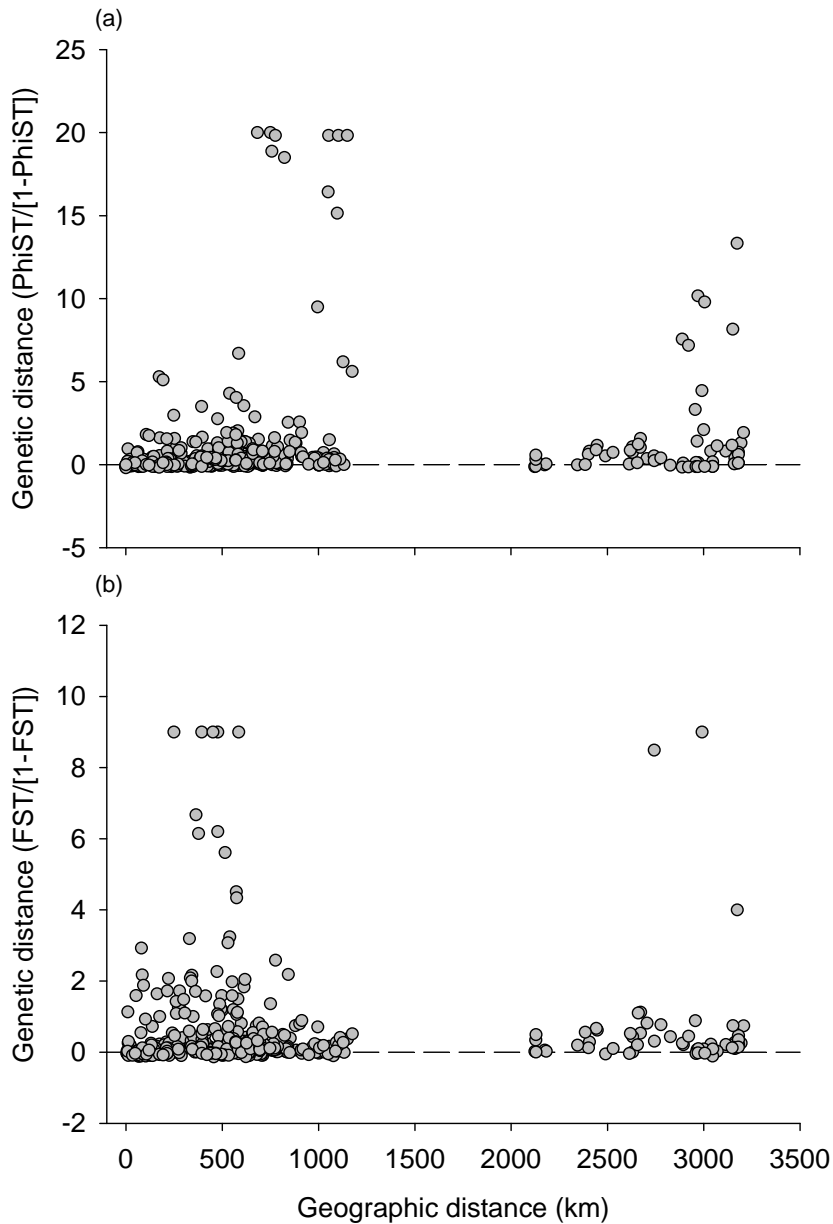 (a)
25
20
15
10
5
0
-5
Genetic distance (PhiST/[1-PhiST])
(b)
12
10
8
6
4
2
0
-2
Genetic distance (FST/[1-FST])
0 500 1000 1500 2000 2500 3000 3500
Geographic distance (km)